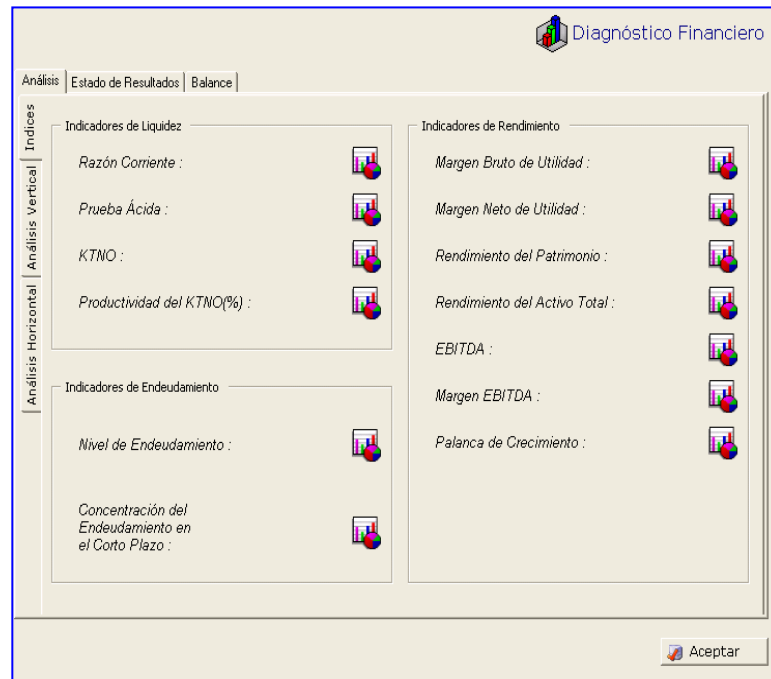 Diagnóstico Financiero
Análisis
Estado de Resultados
Balance
Indices
Análisis Vertical
Análisis Horizontal
Indicadores de Liquidez
Razón Corriente :
Prueba Ácida :
KTNO :
Productividad del KTNO(%) :
Indicadores de Endeudamiento
Nivel de Endeudamiento :
Concentración del
Endeudamiento en
el Corto Plazo :
Indicadores de Rendimiento
Margen Bruto de Utilidad :
Margen Neto de Utilidad :
Rendimiento del Patrimonio :
Rendimiento del Activo Total :
EBITDA :
Margen EBITDA :
Palanca de Crecimiento :
Aceptar